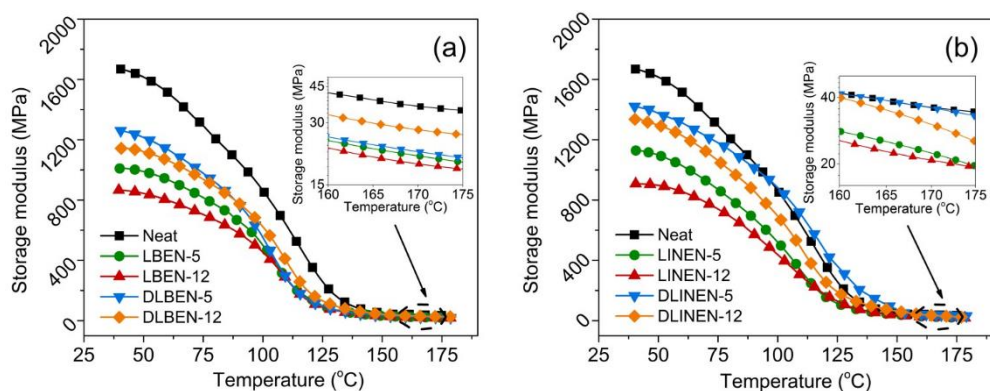 (a)
Storage modulus (MPa)
2000
1600
1200
800
400
0
25 50 75 100 125 150 175
Temperature (°C)
Neat
LBEN-5
LBEN-12
DLBEN-5
DLBEN-12
Storage modulus (MPa)
45
30
15
160 165 170 175
Temperature (°C)
(b)
Storage modulus (MPa)
2000
1600
1200
800
400
0
25 50 75 100 125 150 175
Temperature (°C)
Neat
LINEN-5
LINEN-12
DLINEN-5
DLINEN-12
Storage modulus (MPa)
40
20
160 165 170 175
Temperature (°C)